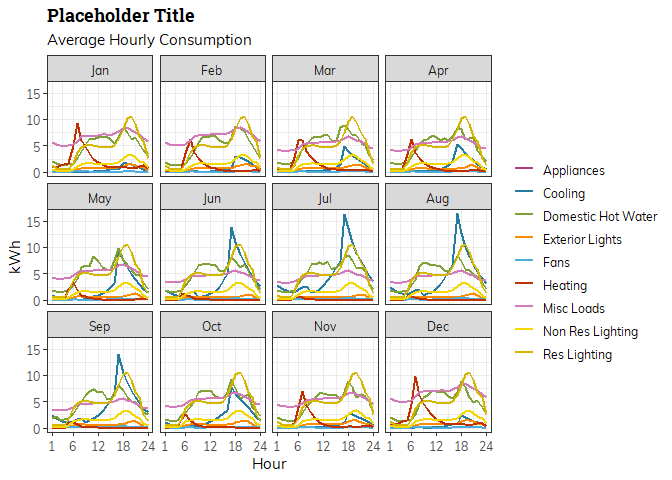 Placeholder Title
Average Hourly Consumption
Jan Feb Mar Apr
15
10
5
0
May Jun Jul Aug
15
10
5
0
Sep Oct Nov Dec
15
10
5
0
1 6 12 18 24 1 6 12 18 24 1 6 12 18 24 1 6 12 18 24
Hour
kWh
Appliances
Cooling
Domestic Hot Water
Exterior Lights
Fans
Heating
Misc Loads
Non Res Lighting
Res Lighting